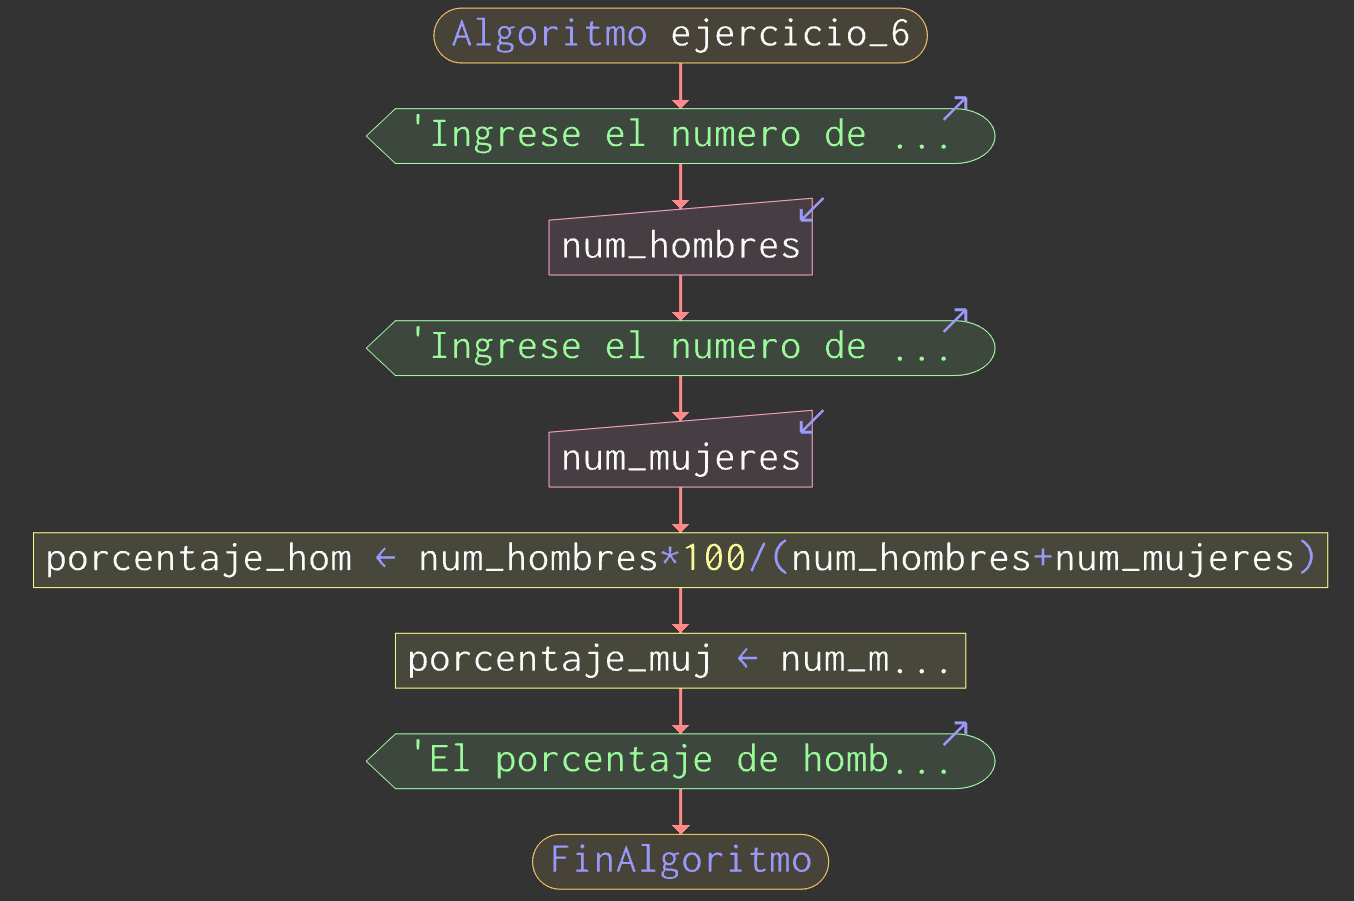 Algoritmo ejercicio_6
'Ingrese el numero de ...
num_hombres
'Ingrese el numero de ...
num_mujeres
porcentaje_hom ← num_hombres*100/(num_hombres+num_mujeres)
porcentaje_muj ← num_m...
'El porcentaje de homb...
FinAlgoritmo